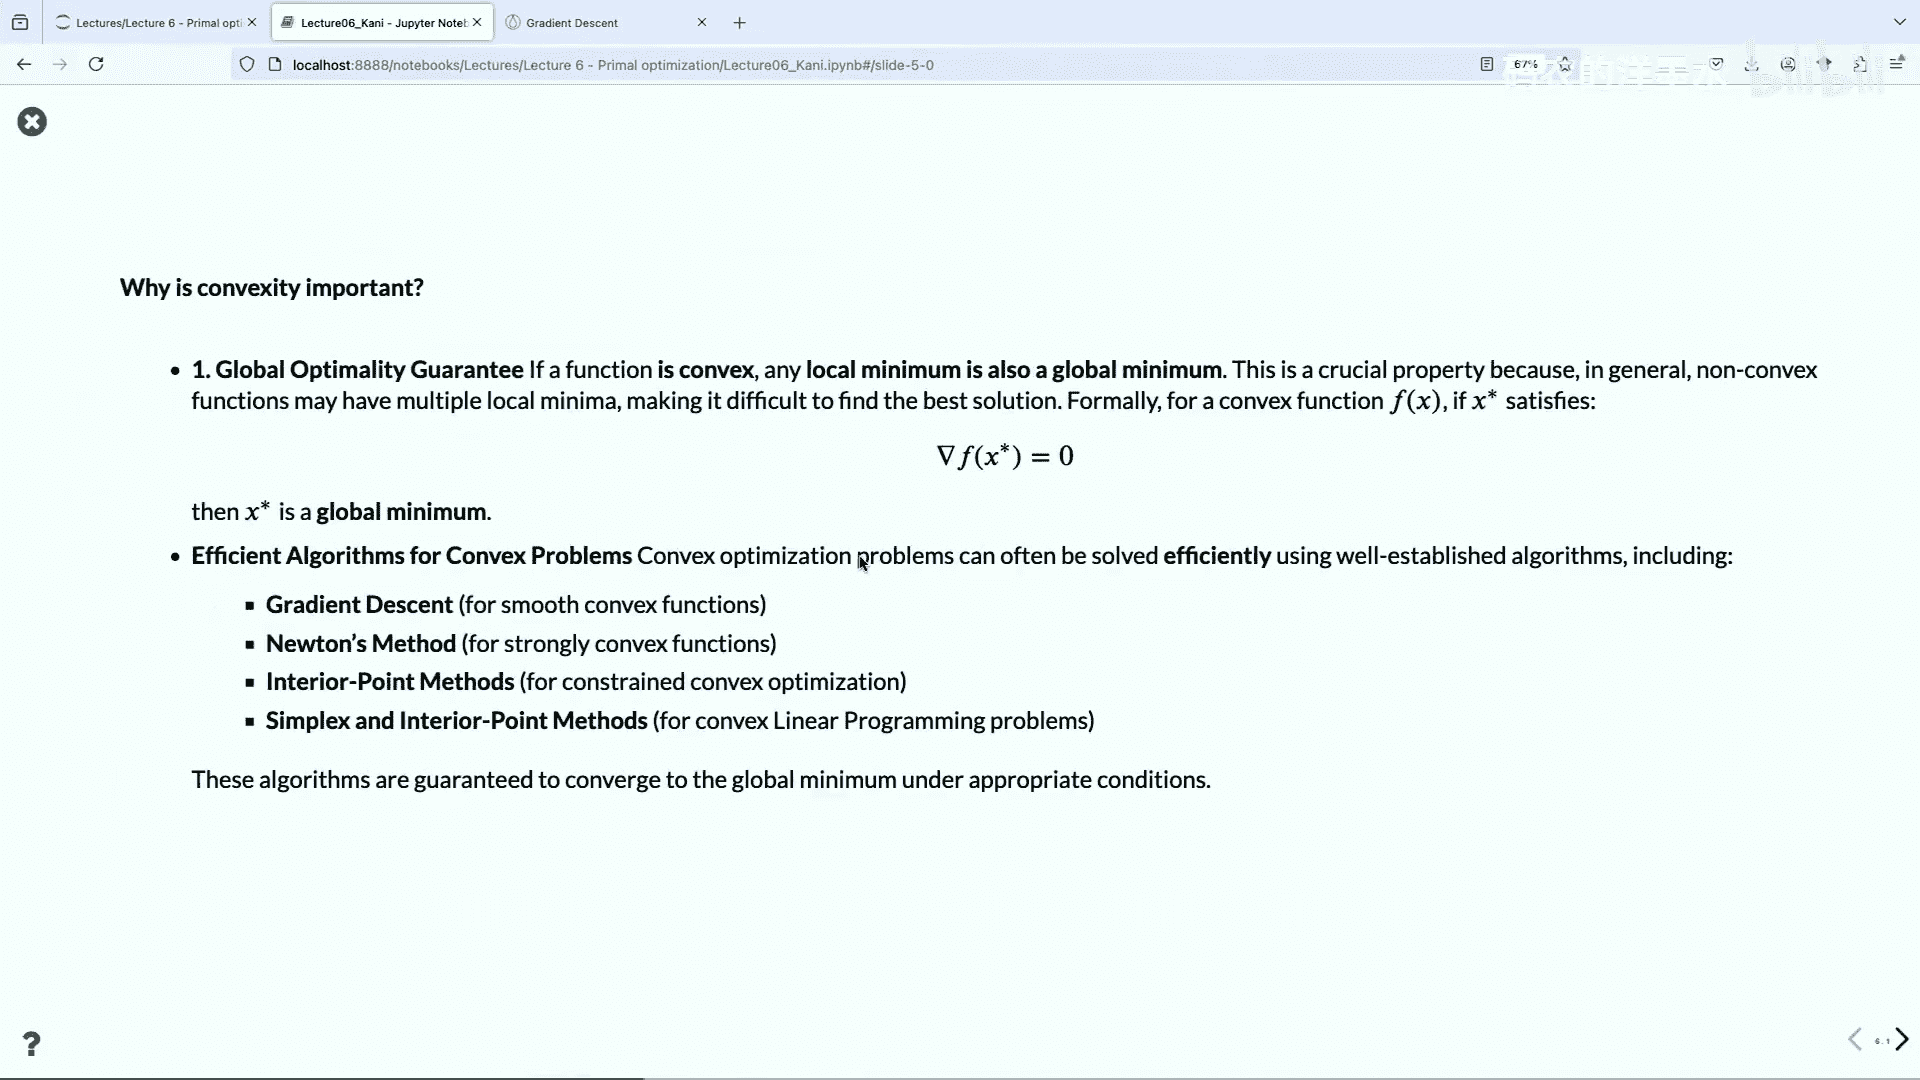 Lectures/Lecture 6 - Primal opti
Lecture06_Kani - Jupyter Note
Gradient Descent
localhost:8888/notebooks/Lectures/Lecture 6 - Primal optimization/Lecture06_Kani.ipynb#/slide-5-0
67%
Why is convexity important?
• 1. Global Optimality Guarantee If a function is convex, any local minimum is also a global minimum. This is a crucial property because, in general, non-convex
functions may have multiple local minima, making it difficult to find the best solution. Formally, for a convex function f(x), if x* satisfies:
∇f(x*) = 0
then x* is a global minimum.
• Efficient Algorithms for Convex Problems Convex optimization problems can often be solved efficiently using well-established algorithms, including:
▪ Gradient Descent (for smooth convex functions)
▪ Newton’s Method (for strongly convex functions)
▪ Interior-Point Methods (for constrained convex optimization)
▪ Simplex and Interior-Point Methods (for convex Linear Programming problems)
These algorithms are guaranteed to converge to the global minimum under appropriate conditions.
?
6.1